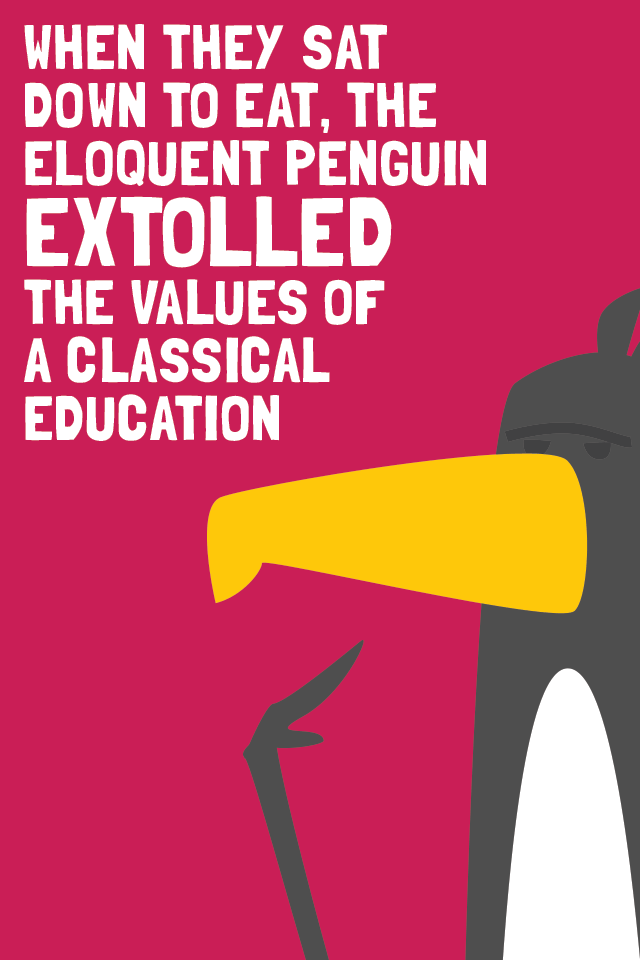 WHEN THEY SAT
DOWN TO EAT, THE
ELOQUENT PENGUIN
EXTOLLED
THE VALUES OF
A CLASSICAL
EDUCATION